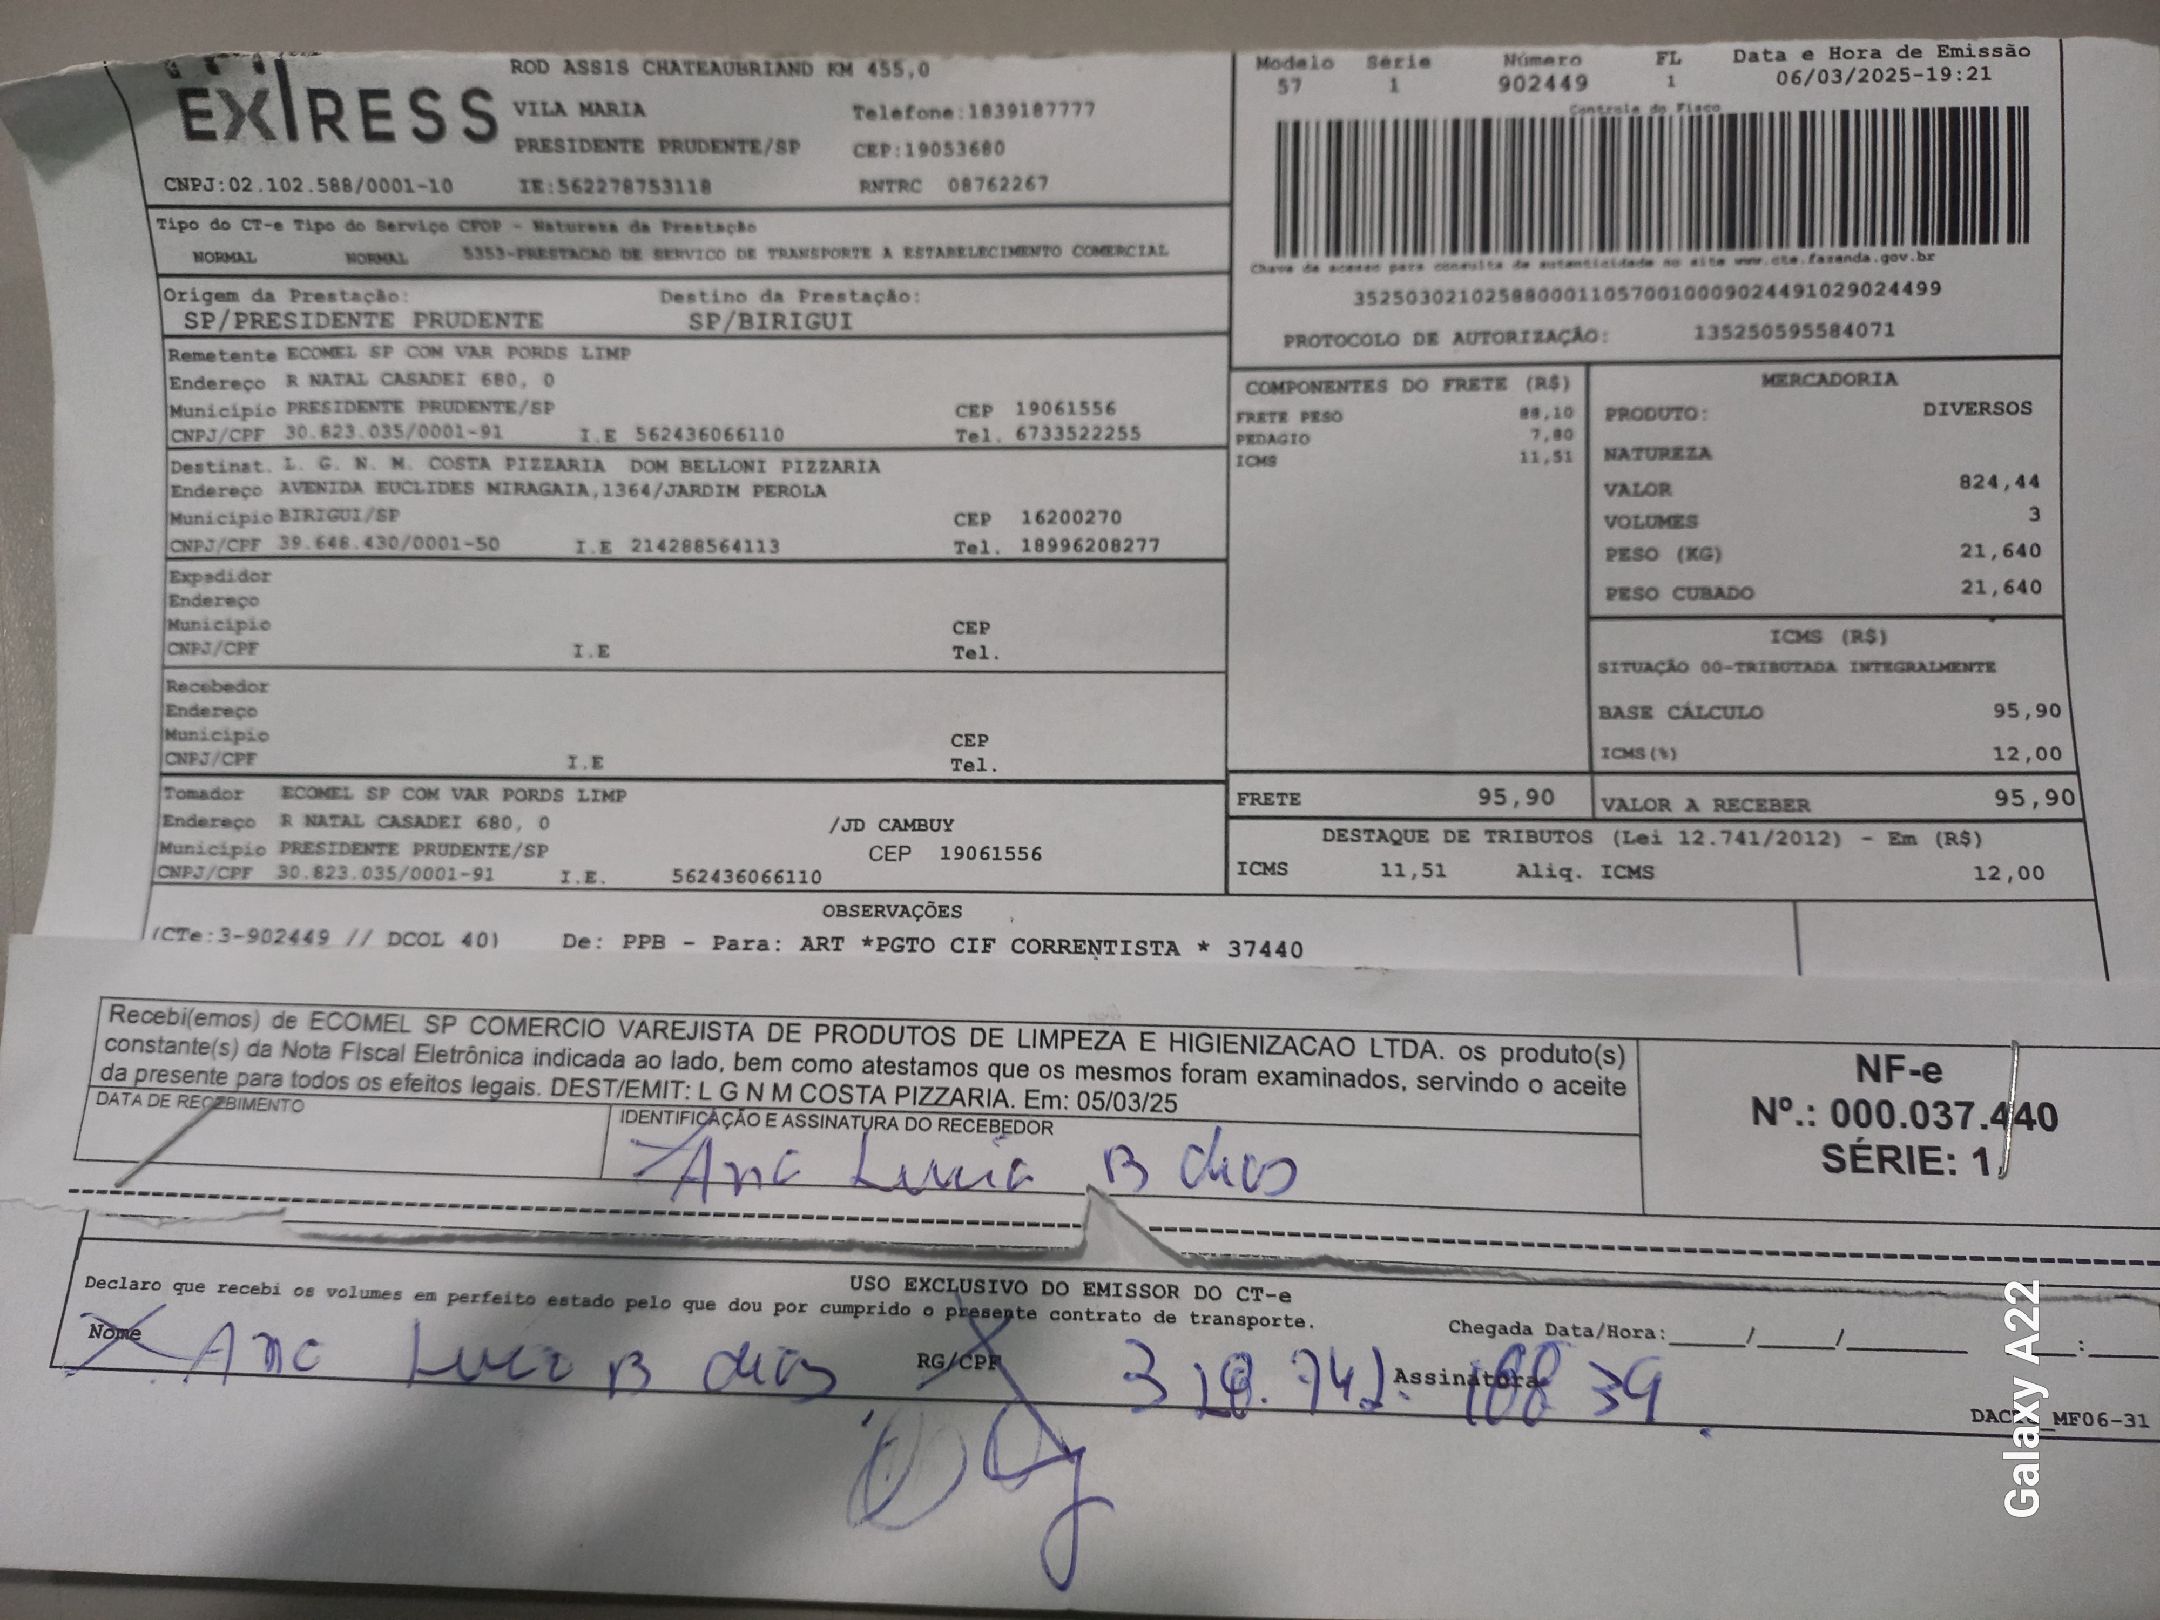 EXPRESS
ROD ASSIS CHATEAUBRIAND KM 455,0
VILA MARIA Telefone:1839187777
PRESIDENTE PRUDENTE/SP CEP:19053680
CNPJ:02.102.588/0001-10 IE:562278753118 RNTRC 08762267
Modelo Série Número FL Data e Hora de Emissão
57 1 902449 1 06/03/2025-19:21
Controle do Fisco
Chave de acesso para consulta de autenticidade no site www.cte.fazenda.gov.br
35250302102588000110570010009024491029024499
PROTOCOLO DE AUTORIZAÇÃO: 135250595584071
Tipo do CT-e Tipo do Serviço CFOP - Natureza da Prestação
NORMAL NORMAL 5353-PRESTACAO DE SERVICO DE TRANSPORTE A ESTABELECIMENTO COMERCIAL
Origem da Prestação: Destino da Prestação:
SP/PRESIDENTE PRUDENTE SP/BIRIGUI
Remetente ECOMEL SP COM VAR PORDS LIMP
Endereço R NATAL CASADEI 680, 0
Município PRESIDENTE PRUDENTE/SP CEP 19061556
CNPJ/CPF 30.823.035/0001-91 I.E 562436066110 Tel. 6733522255
Destinat. L. G. N. M. COSTA PIZZARIA DOM BELLONI PIZZARIA
Endereço AVENIDA EUCLIDES MIRAGAIA,1364/JARDIM PEROLA
Município BIRIGUI/SP CEP 16200270
CNPJ/CPF 39.648.430/0001-50 I.E 214288564113 Tel. 18996208277
Expedidor
Endereço
Município CEP
CNPJ/CPF I.E Tel.
Recebedor
Endereço
Município CEP
CNPJ/CPF I.E Tel.
Tomador ECOMEL SP COM VAR PORDS LIMP
Endereço R NATAL CASADEI 680, 0 /JD CAMBUY
Município PRESIDENTE PRUDENTE/SP CEP 19061556
CNPJ/CPF 30.823.035/0001-91 I.E. 562436066110
COMPONENTES DO FRETE (R$)
FRETE PESO
PEDAGIO 7,80
ICMS 11,51
MERCADORIA
PRODUTO: DIVERSOS
NATUREZA
VALOR 824,44
VOLUMES 3
PESO (KG) 21,640
PESO CUBADO 21,640
ICMS (R$)
SITUAÇÃO 00-TRIBUTADA INTEGRALMENTE
BASE CÁLCULO 95,90
ICMS(%) 12,00
FRETE 95,90 VALOR A RECEBER 95,90
DESTAQUE DE TRIBUTOS (Lei 12.741/2012) - Em (R$)
ICMS 11,51 Aliq. ICMS 12,00
OBSERVAÇÕES
(CTe:3-902449 // DCOL 40) De: PPB - Para: ART *PGTO CIF CORRENTISTA * 37440
Recebi(emos) de ECOMEL SP COMERCIO VAREJISTA DE PRODUTOS DE LIMPEZA E HIGIENIZACAO LTDA. os produto(s)
constante(s) da Nota Fiscal Eletrônica indicada ao lado, bem como atestamos que os mesmos foram examinados, servindo o aceite
da presente para todos os efeitos legais. DEST/EMIT: L G N M COSTA PIZZARIA. Em: 05/03/25
DATA DE RECEBIMENTO
IDENTIFICAÇÃO E ASSINATURA DO RECEBEDOR
Ana Lucia B dias
NF-e
Nº.: 000.037.440
SÉRIE: 1
USO EXCLUSIVO DO EMISSOR DO CT-e
Declaro que recebi os volumes em perfeito estado pelo que dou por cumprido o presente contrato de transporte.
Nome Ana Lucia B dias RG/CPF Assinatura
Chegada Data/Hora:____/____/______ ____:____
MF06-31
Galaxy A22